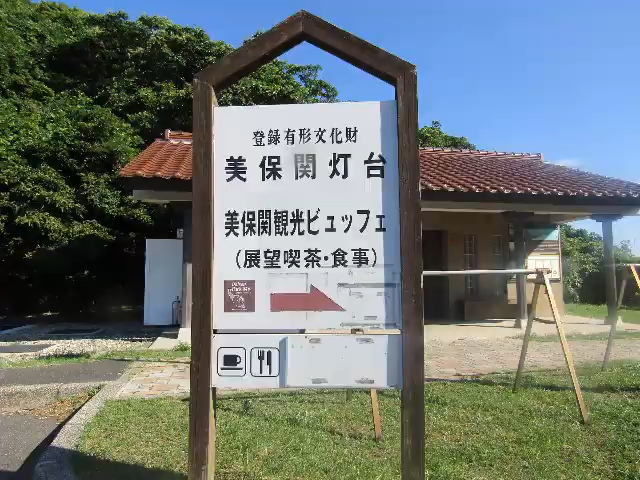 登録有形文化財
美保関灯台
美保関観光ビュッフェ
(展望喫茶・食事)